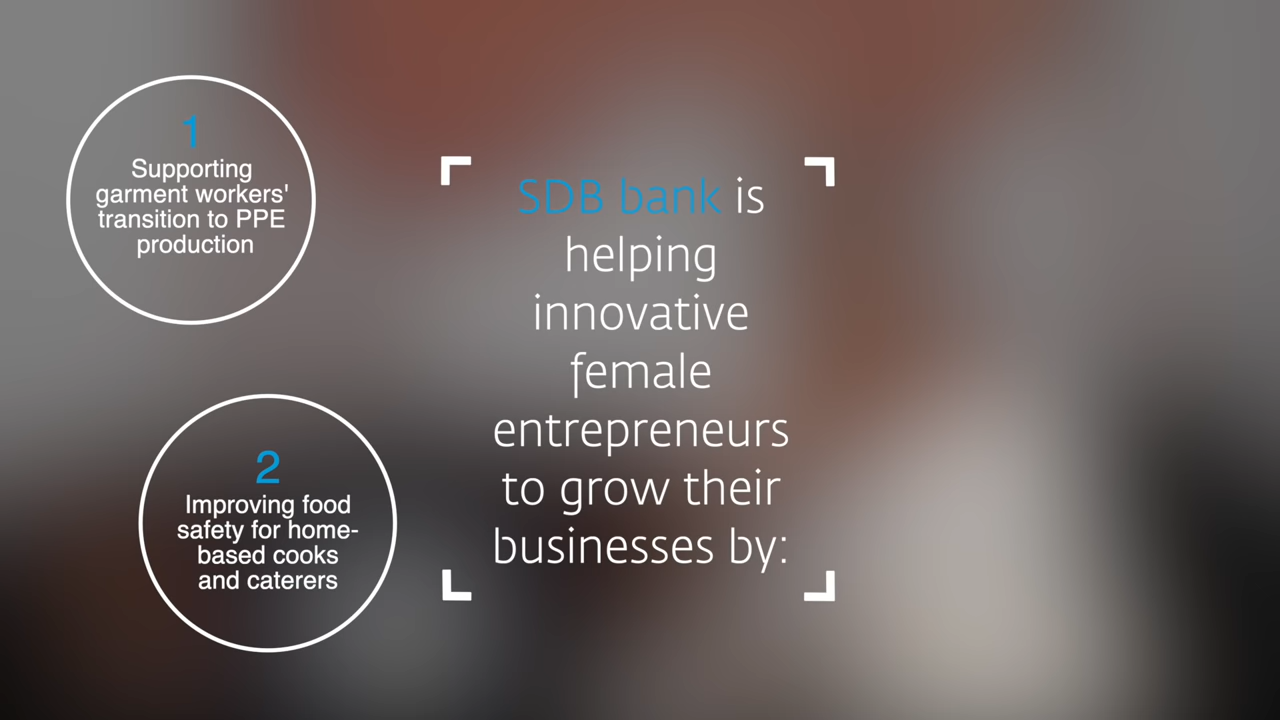 SDB bank is
helping
innovative
female
entrepreneurs
to grow their
businesses by:
1
Supporting
garment workers'
transition to PPE
production
2
Improving food
safety for home-
based cooks
and caterers